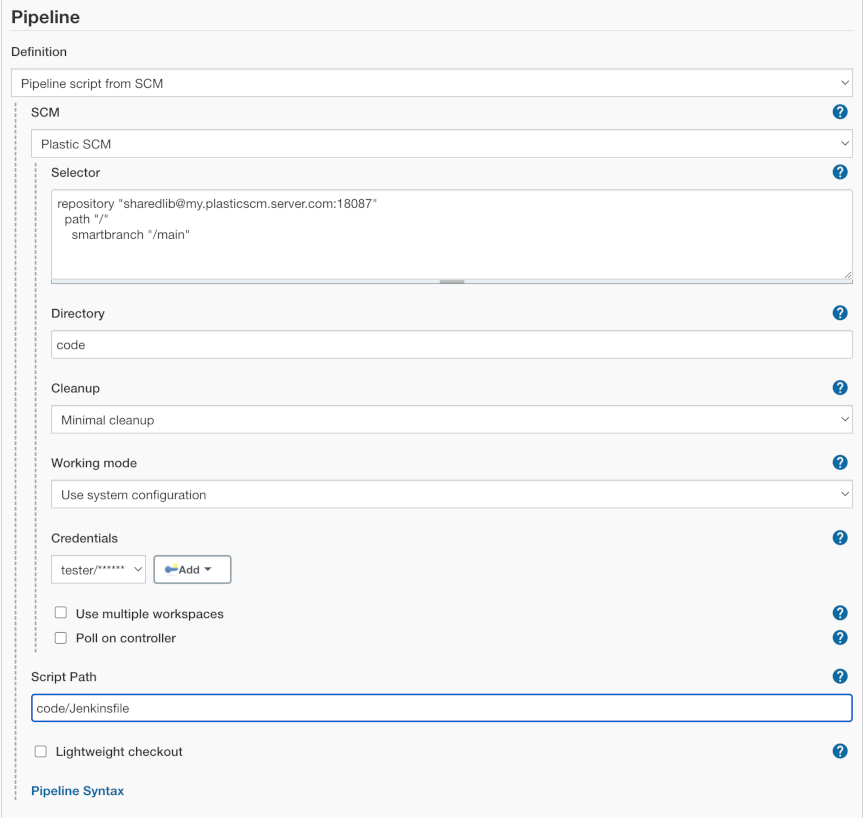 Pipeline
Definition
Pipeline script from SCM
SCM
?
Plastic SCM
Selector
?
repository "sharedlib@my.plasticscm.server.com:18087"
path "/"
smartbranch "/main"
Directory
?
code
Cleanup
?
Minimal cleanup
Working mode
?
Use system configuration
Credentials
?
tester/******
Add
Use multiple workspaces
?
Poll on controller
?
Script Path
?
code/Jenkinsfile
Lightweight checkout
?
Pipeline Syntax